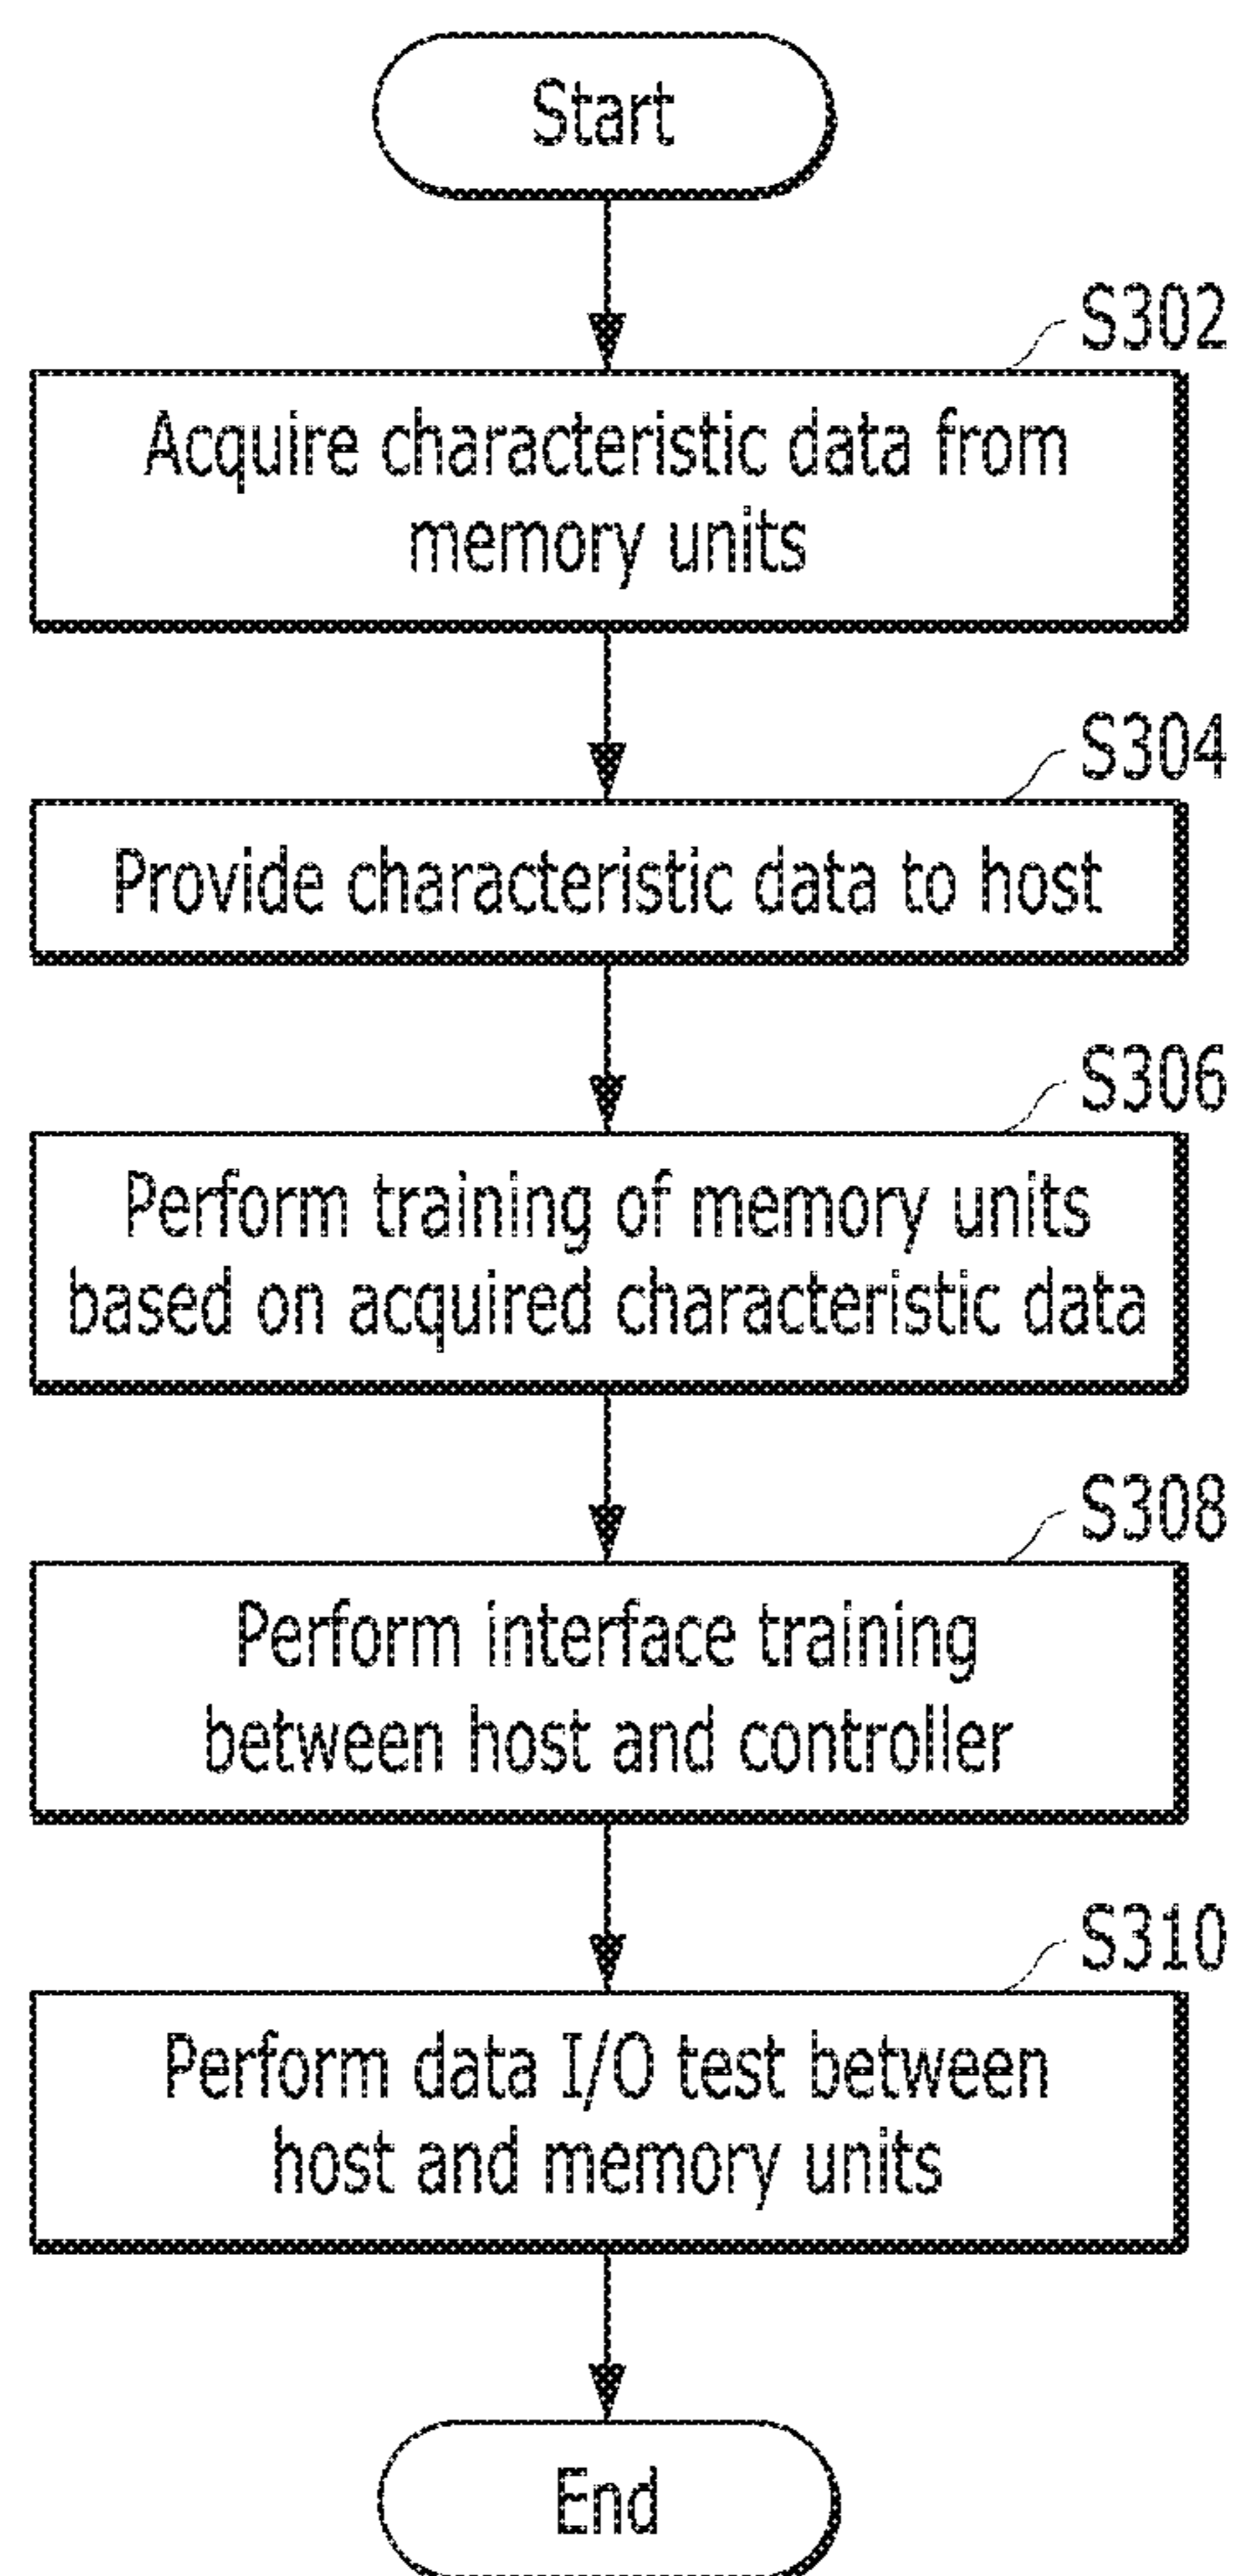 Start
S302
Acquire characteristic data from
memory units
S304
Provide characteristic data to host
S306
Perform training of memory units
based on acquired characteristic data
S308
Perform interface training
between host and controller
S310
Perform data I/O test between
host and memory units
End